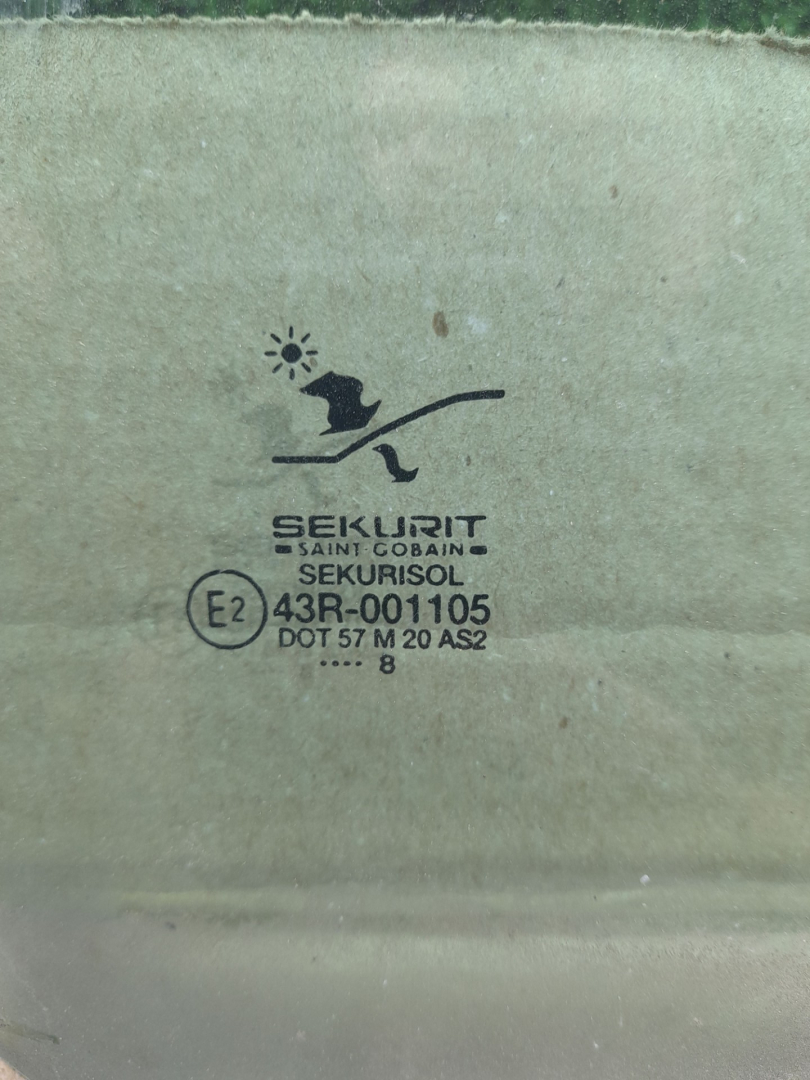 SEKURIT
SAINT-GOBAIN
SEKURISOL
E2 43R-001105
DOT 57 M 20 AS2
.... 8